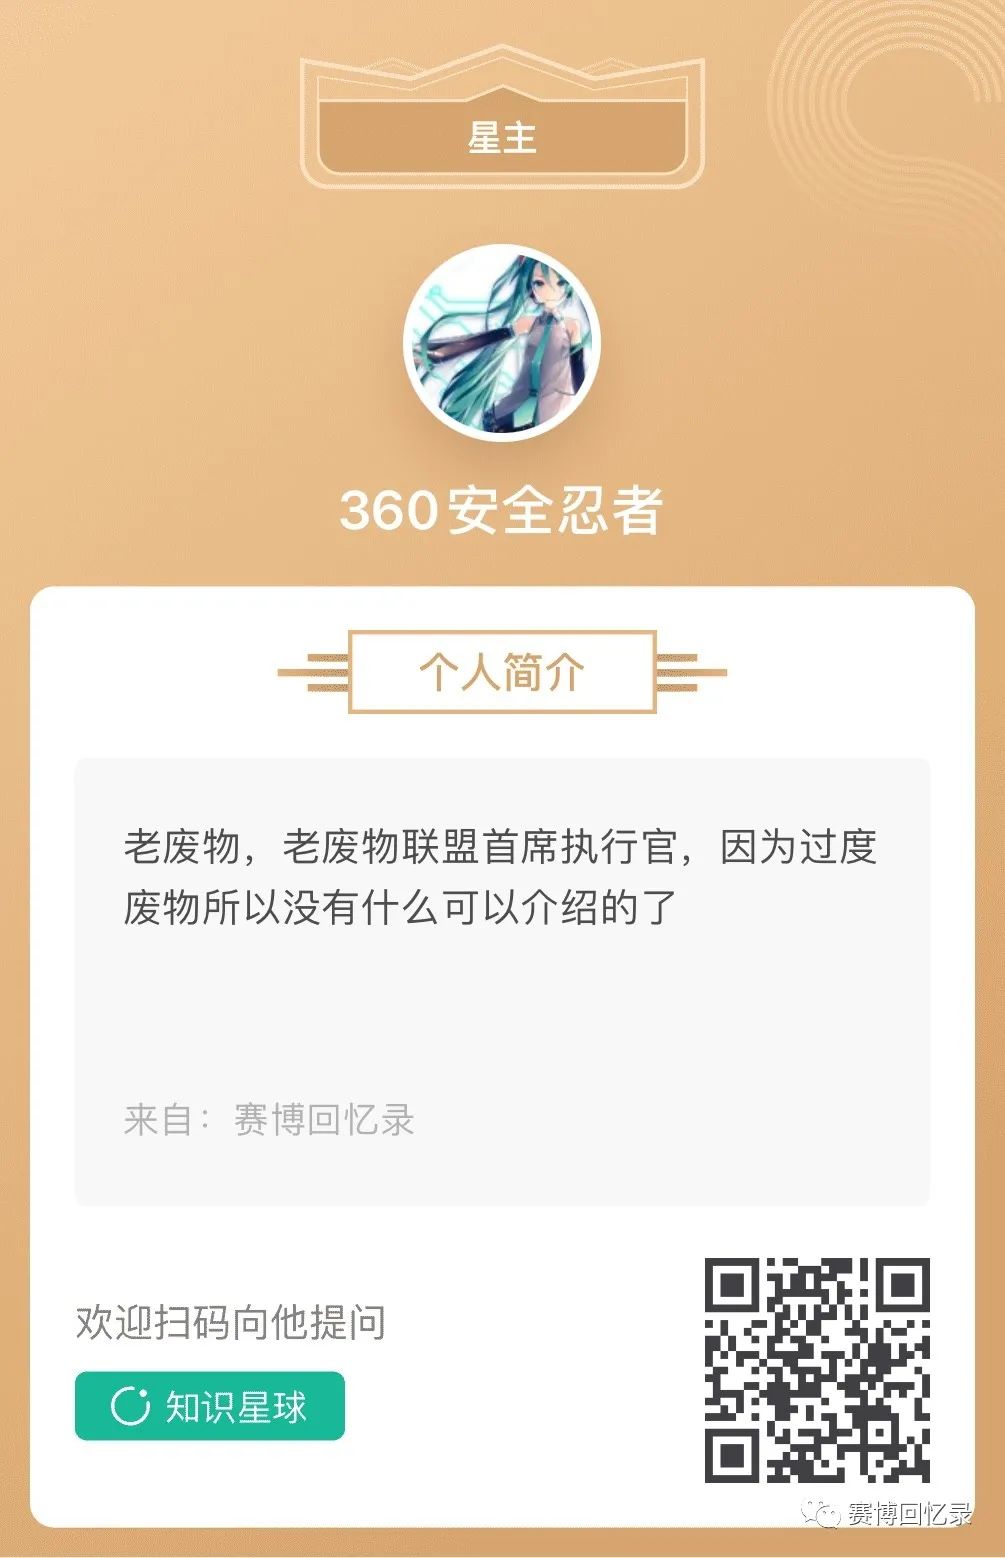 星主
360安全忍者
个人简介
老废物，老废物联盟首席执行官，因为过度
废物所以没有什么可以介绍的了
来自：赛博回忆录
欢迎扫码向他提问
知识星球
赛博回忆录